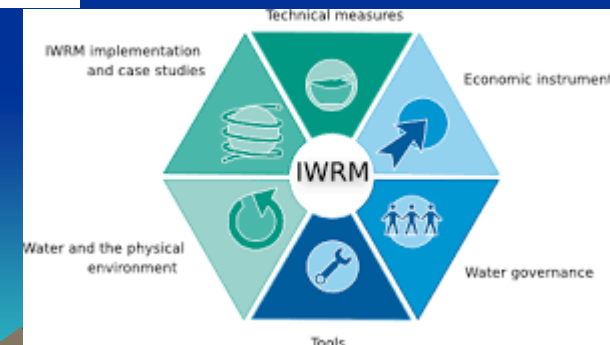 Technical measures
IWRM implementation
and case studies
Economic instrument
IWRM
Water and the physical
environment
Water governance
Tools